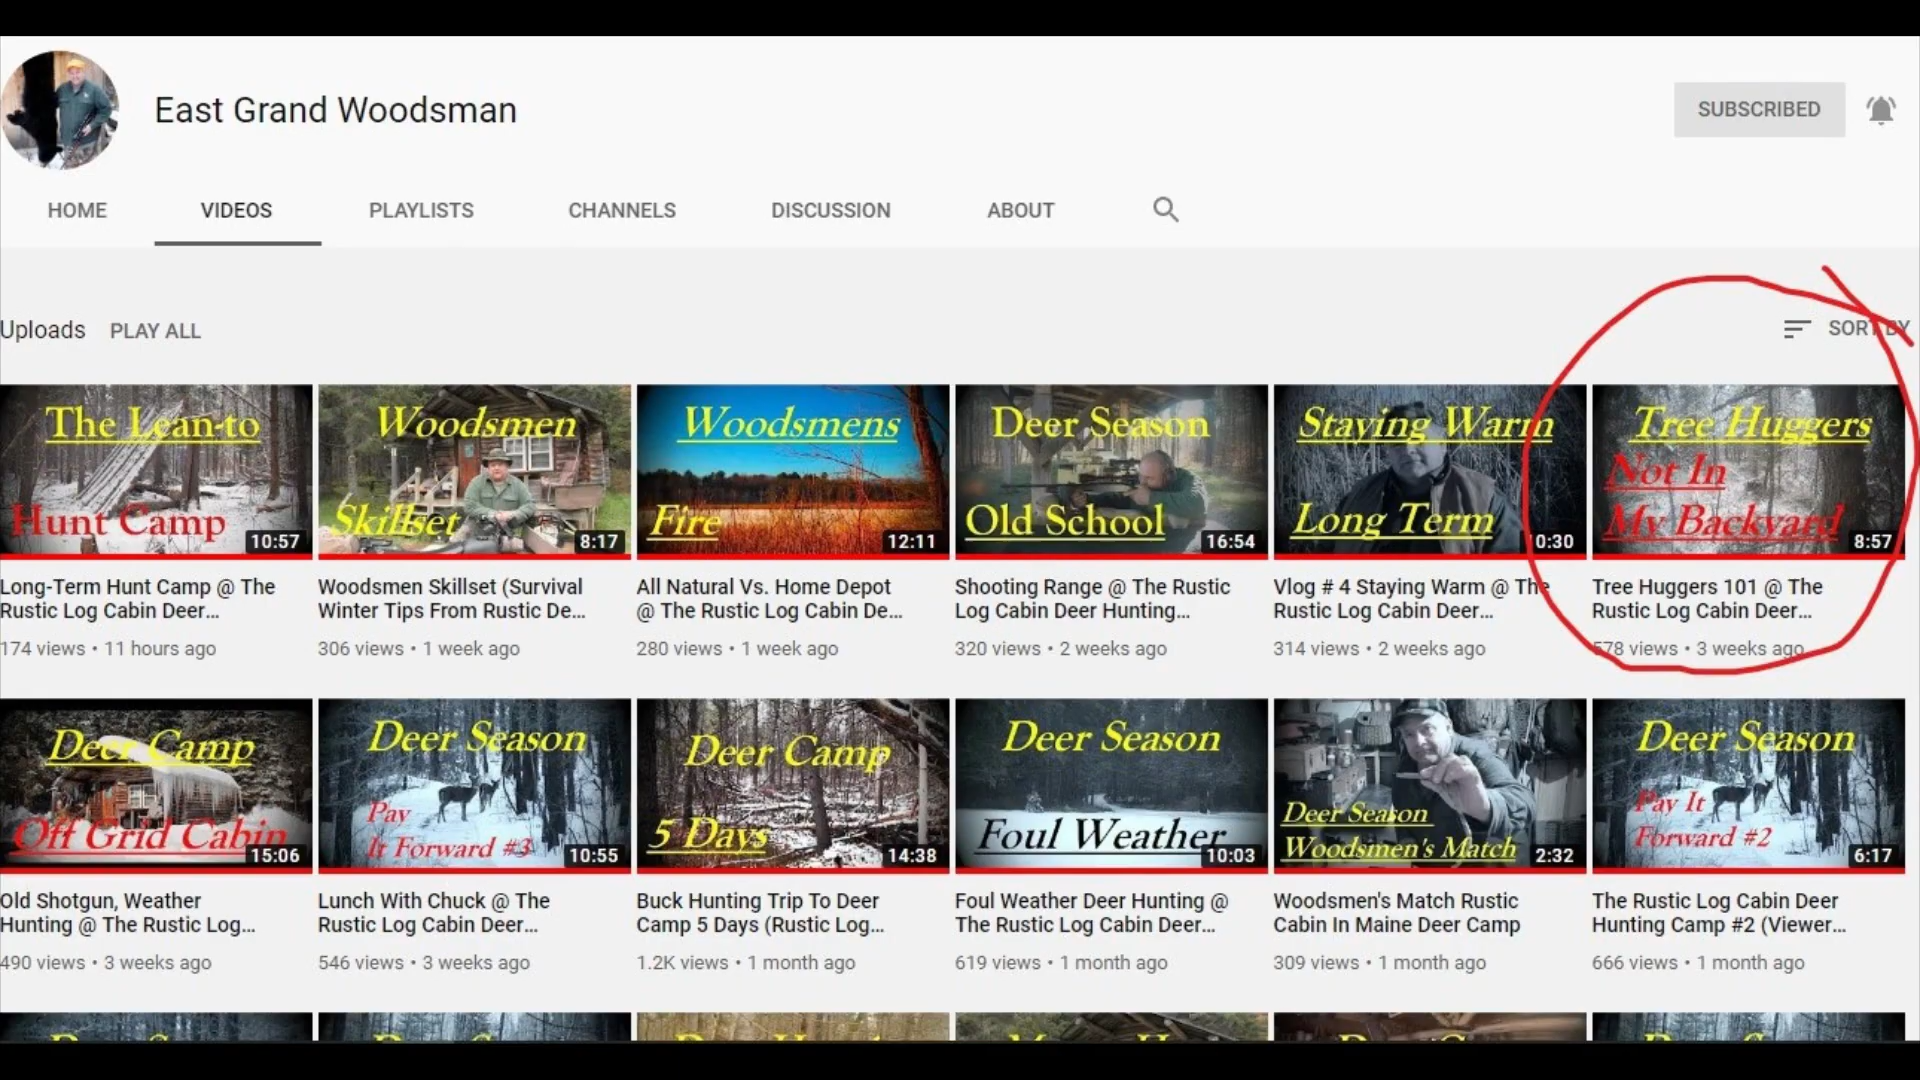 East Grand Woodsman
SUBSCRIBED
HOME VIDEOS PLAYLISTS CHANNELS DISCUSSION ABOUT
Uploads PLAY ALL
SORT BY
The Lean-to
Hunt Camp
10:57
Long-Term Hunt Camp @ The
Rustic Log Cabin Deer...
174 views • 11 hours ago
Woodsmen
Skillset
8:17
Woodsmen Skillset (Survival
Winter Tips From Rustic De...
306 views • 1 week ago
Woodsmens
Fire
12:11
All Natural Vs. Home Depot
@ The Rustic Log Cabin De...
280 views • 1 week ago
Deer Season
Old School
16:54
Shooting Range @ The Rustic
Log Cabin Deer Hunting...
320 views • 2 weeks ago
Staying Warm
Long Term
10:30
Vlog # 4 Staying Warm @ The
Rustic Log Cabin Deer...
314 views • 2 weeks ago
Tree Huggers
Not In
My Backyard
8:57
Tree Huggers 101 @ The
Rustic Log Cabin Deer...
578 views • 3 weeks ago
Deer Camp
Off Grid Cabin
15:06
Old Shotgun, Weather
Hunting @ The Rustic Log...
490 views • 3 weeks ago
Deer Season
Pay
It Forward #3
10:55
Lunch With Chuck @ The
Rustic Log Cabin Deer...
546 views • 3 weeks ago
Deer Camp
5 Days
14:38
Buck Hunting Trip To Deer
Camp 5 Days (Rustic Log...
1.2K views • 1 month ago
Deer Season
Foul Weather
10:03
Foul Weather Deer Hunting @
The Rustic Log Cabin Deer...
619 views • 1 month ago
Deer Season
Woodsmen's Match
2:32
Woodsmen's Match Rustic
Cabin In Maine Deer Camp
309 views • 1 month ago
Deer Season
Pay It
Forward #2
6:17
The Rustic Log Cabin Deer
Hunting Camp #2 (Viewer...
666 views • 1 month ago